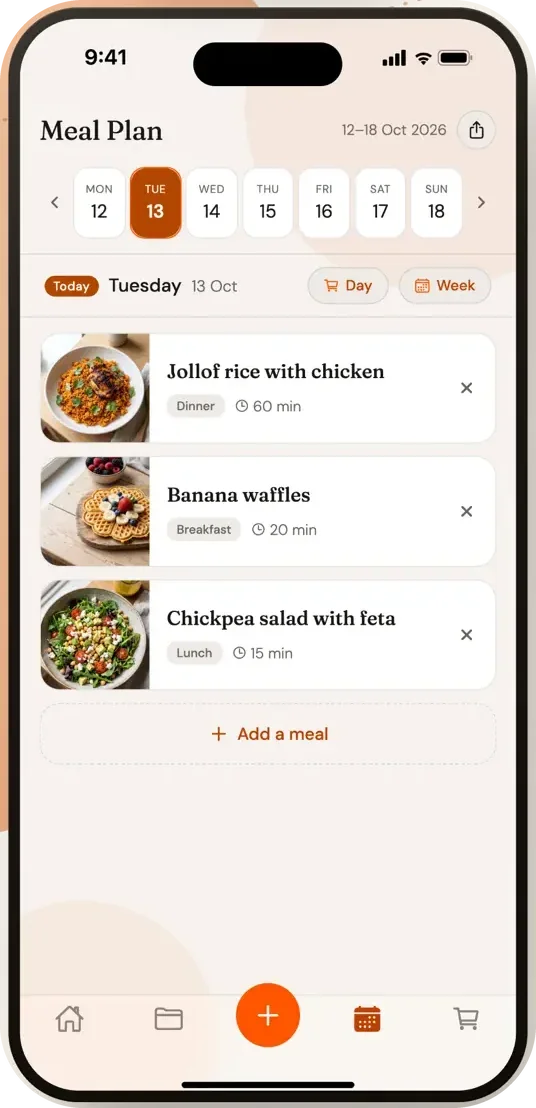 9:41
Meal Plan
12–18 Oct 2026
MON TUE WED THU FRI SAT SUN
12 13 14 15 16 17 18
Today Tuesday 13 Oct
Day
Week
Jollof rice with chicken
Dinner 60 min
Banana waffles
Breakfast 20 min
Chickpea salad with feta
Lunch 15 min
+ Add a meal